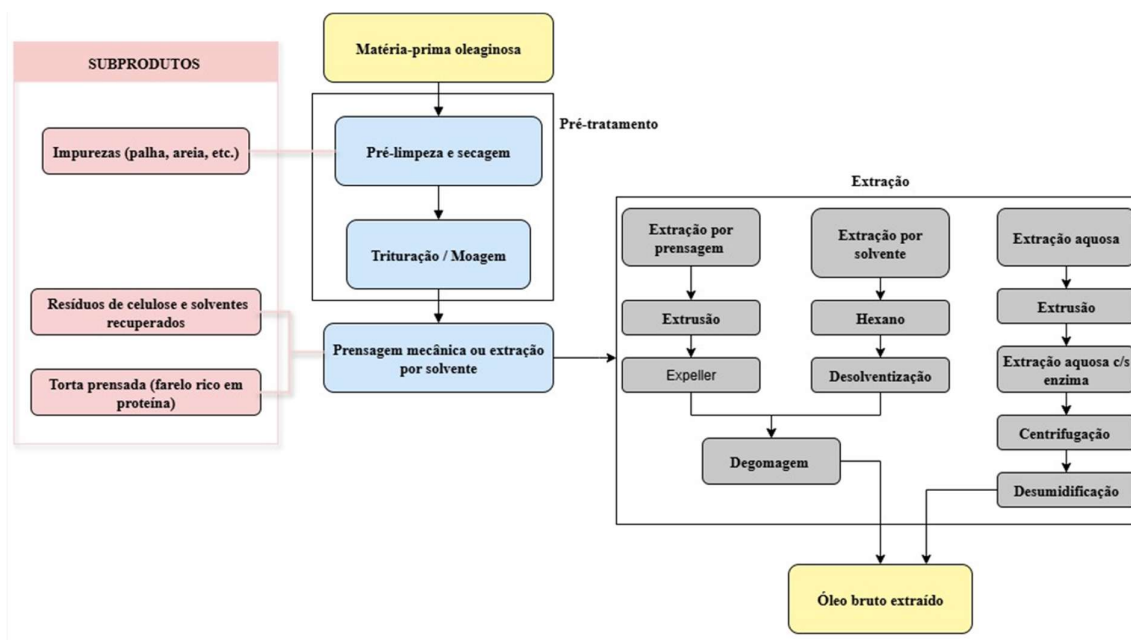 SUBPRODUTOS
Impurezas (palha, areia, etc.)
Resíduos de celulose e solventes
recuperados
Torta prensada (farelo rico em
proteína)
Matéria-prima oleaginosa
Pré-tratamento
Pré-limpeza e secagem
Trituração / Moagem
Prensagem mecânica ou extração
por solvente
Extração
Extração por
prensagem
Extrusão
Expeller
Extração por
solvente
Hexano
Desolventização
Degomagem
Extração aquosa
Extrusão
Extração aquosa c/s
enzima
Centrifugação
Desumidificação
Óleo bruto extraído